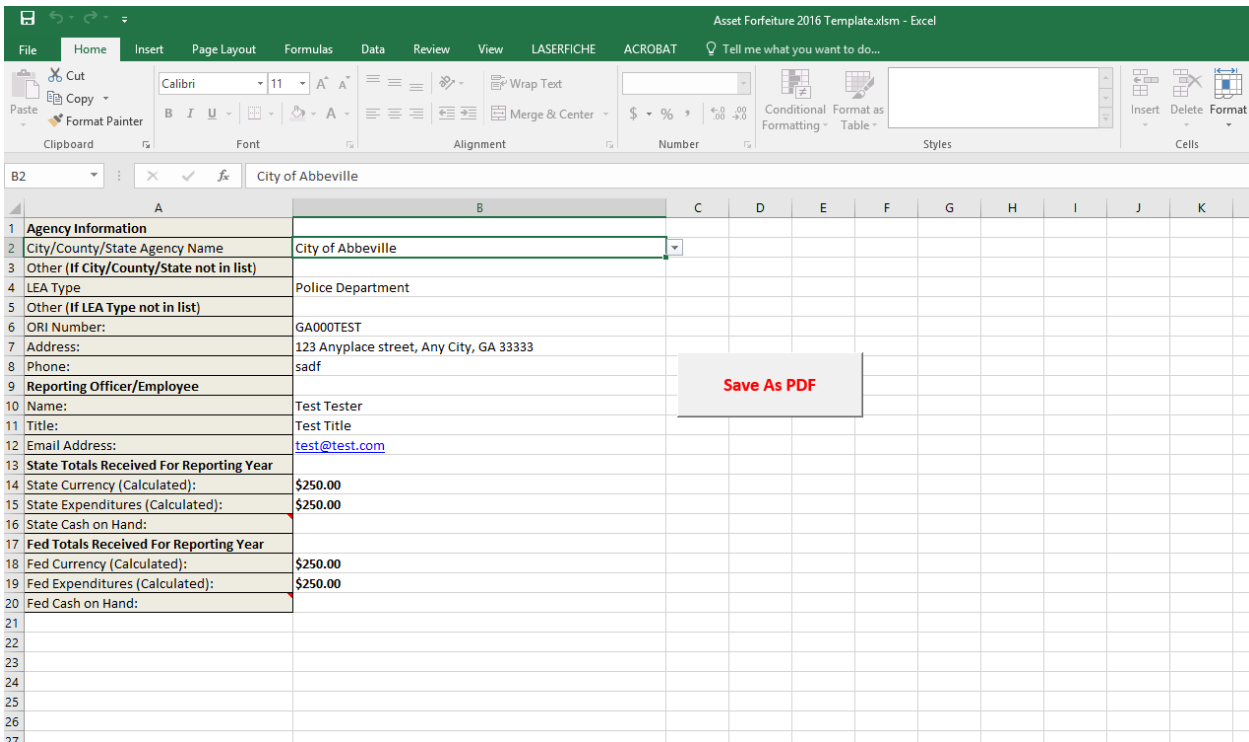 Asset Forfeiture 2016 Template.xlsm - Excel
File Home Insert Page Layout Formulas Data Review View LASERFICHE ACROBAT Tell me what you want to do...
Cut
Copy
Format Painter
Paste
Clipboard
Calibri 11 A A
B I U A
Font
Wrap Text
Merge & Center
Alignment
$ % , .00 .00
Number
Conditional Formatting
Format as Table
Styles
Insert Delete Format
Cells
B2 fx City of Abbeville
A B C D E F G H I J K
1 Agency Information
2 City/County/State Agency Name City of Abbeville
3 Other (If City/County/State not in list)
4 LEA Type Police Department
5 Other (If LEA Type not in list)
6 ORI Number: GA000TEST
7 Address: 123 Anyplace street, Any City, GA 33333
8 Phone: sadf
Save As PDF
9 Reporting Officer/Employee
10 Name: Test Tester
11 Title: Test Title
12 Email Address: test@test.com
13 State Totals Received For Reporting Year
14 State Currency (Calculated): $250.00
15 State Expenditures (Calculated): $250.00
16 State Cash on Hand:
17 Fed Totals Received For Reporting Year
18 Fed Currency (Calculated): $250.00
19 Fed Expenditures (Calculated): $250.00
20 Fed Cash on Hand:
21
22
23
24
25
26
27